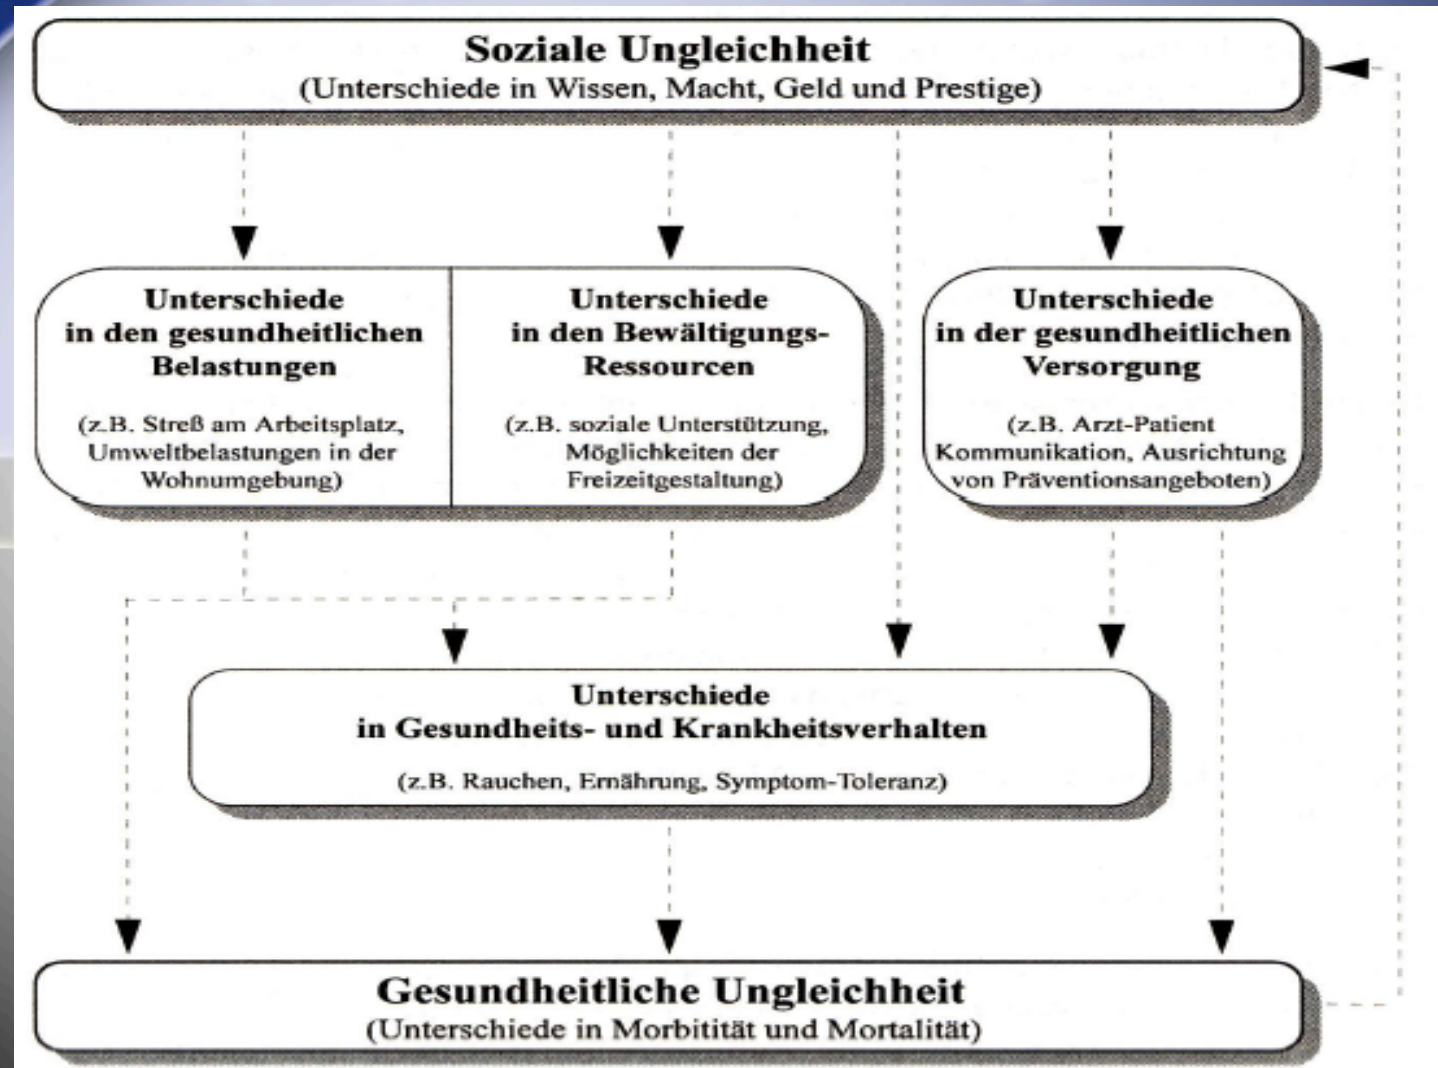 Soziale Ungleichheit
(Unterschiede in Wissen, Macht, Geld und Prestige)
Unterschiede
in den gesundheitlichen
Belastungen
(z.B. Streß am Arbeitsplatz,
Umweltbelastungen in der
Wohnumgebung)
Unterschiede
in den Bewältigungs-
Ressourcen
(z.B. soziale Unterstützung,
Möglichkeiten der
Freizeitgestaltung)
Unterschiede
in der gesundheitlichen
Versorgung
(z.B. Arzt-Patient
Kommunikation, Ausrichtung
von Präventionsangeboten)
Unterschiede
in Gesundheits- und Krankheitsverhalten
(z.B. Rauchen, Ernährung, Symptom-Toleranz)
Gesundheitliche Ungleichheit
(Unterschiede in Morbitität und Mortalität)